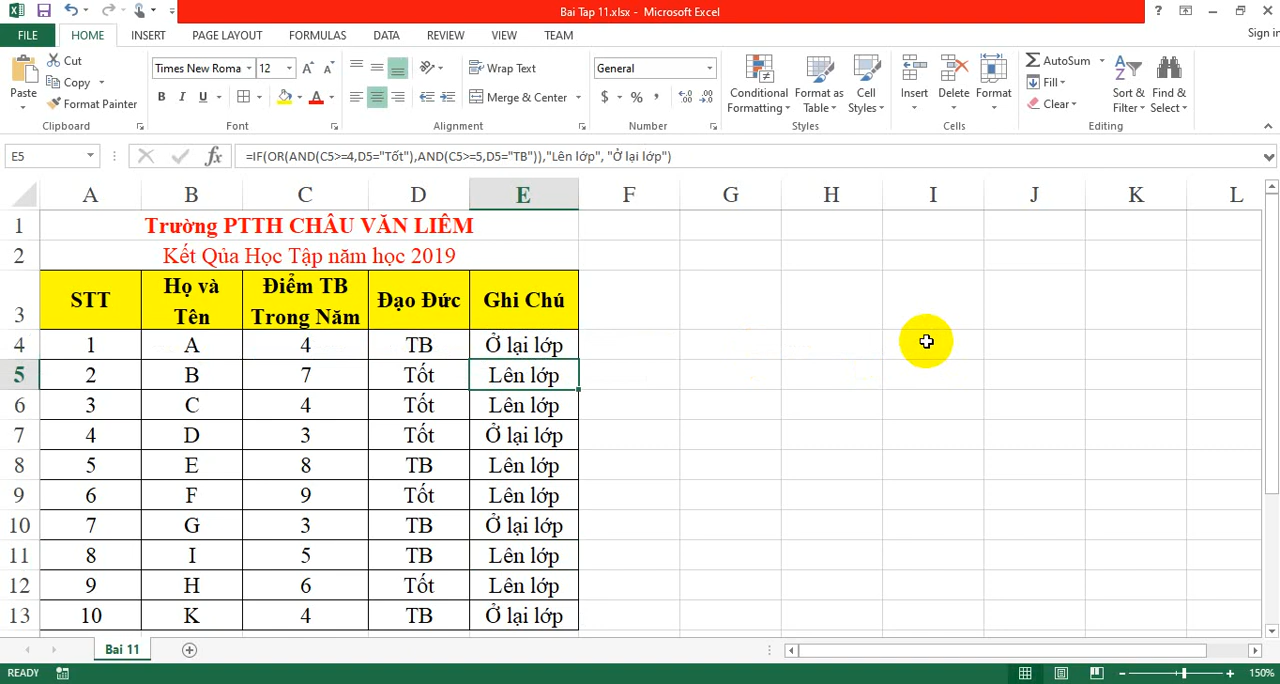 Bai Tap 11.xlsx - Microsoft Excel
?
Sign in
FILE HOME INSERT PAGE LAYOUT FORMULAS DATA REVIEW VIEW TEAM
Paste
Cut
Copy
Format Painter
Clipboard
Times New Roma 12
B I U
Font
Wrap Text
Merge & Center
Alignment
General
$ % ,
Number
Conditional Formatting
Format as Table
Cell Styles
Styles
Insert
Delete
Format
Cells
AutoSum
Fill
Clear
Sort & Filter
Find & Select
Editing
E5 fx =IF(OR(AND(C5>=4,D5="Tốt"),AND(C5>=5,D5="TB")),"Lên lớp", "Ở lại lớp")
A B C D E F G H I J K L
1 Trường PTTH CHÂU VĂN LIÊM
2 Kết Qủa Học Tập năm học 2019
3 STT Họ và Tên Điểm TB Trong Năm Đạo Đức Ghi Chú
4 1 A 4 TB Ở lại lớp
5 2 B 7 Tốt Lên lớp
6 3 C 4 Tốt Lên lớp
7 4 D 3 Tốt Ở lại lớp
8 5 E 8 TB Lên lớp
9 6 F 9 Tốt Lên lớp
10 7 G 3 TB Ở lại lớp
11 8 I 5 TB Lên lớp
12 9 H 6 Tốt Lên lớp
13 10 K 4 TB Ở lại lớp
Bai 11
READY
150%